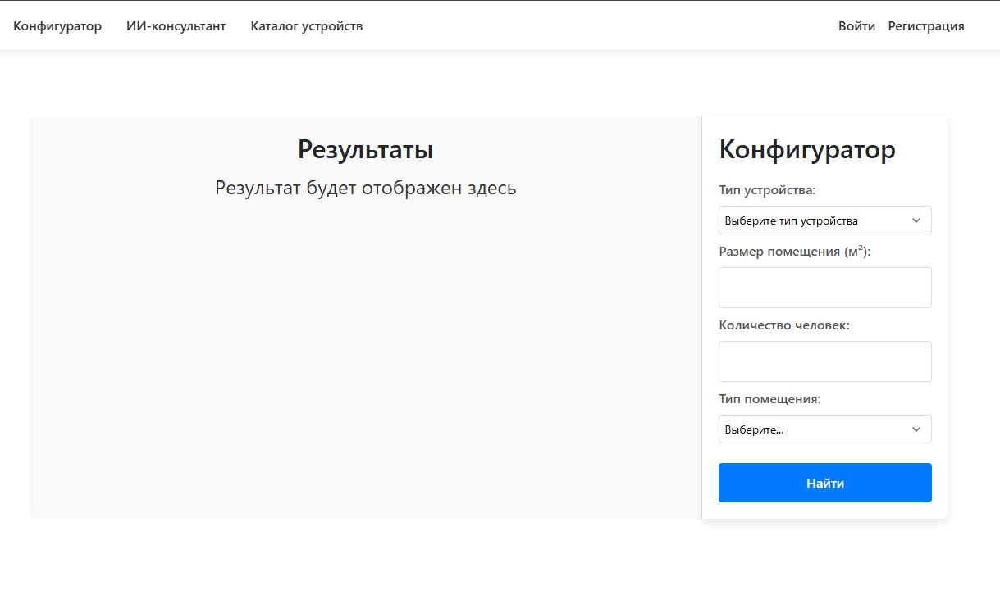 Конфигуратор ИИ-консультант Каталог устройств Войти Регистрация
Результаты
Результат будет отображен здесь
Конфигуратор
Тип устройства:
Выберите тип устройства
Размер помещения (м²):
Количество человек:
Тип помещения:
Выберите...
Найти